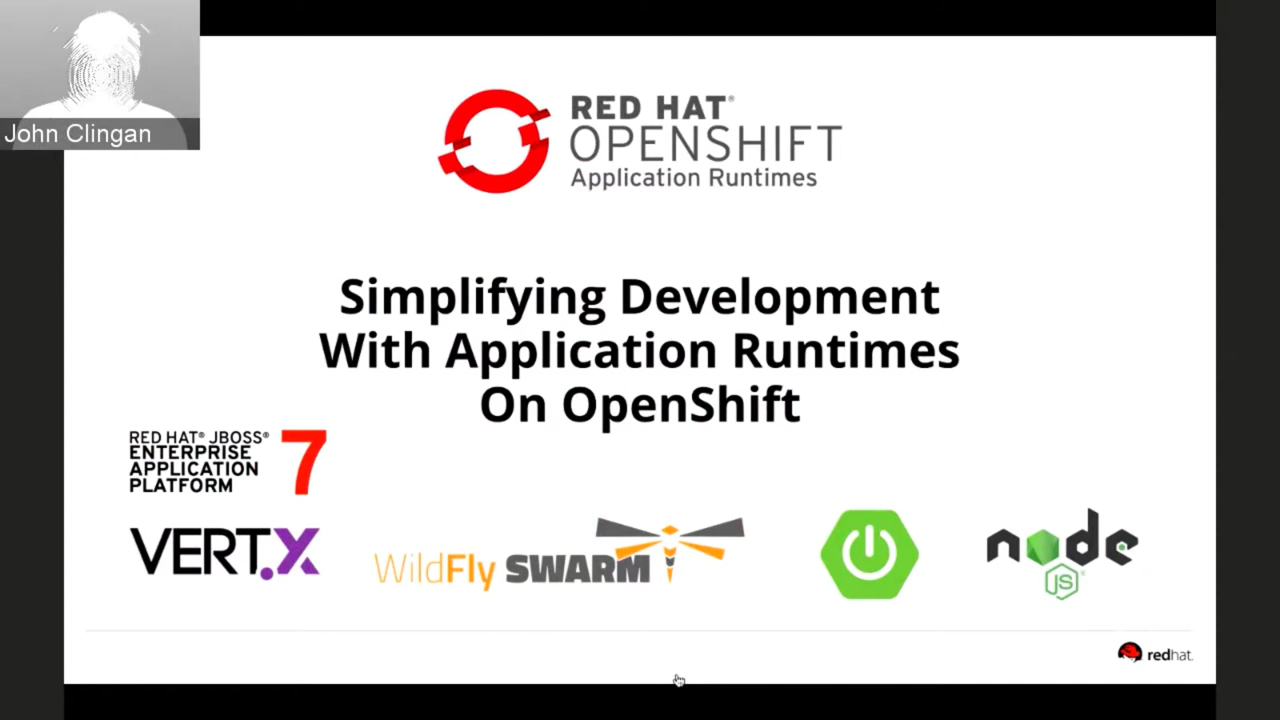 John Clingan
RED HAT®
OPENSHIFT
Application Runtimes
Simplifying Development
With Application Runtimes
On OpenShift
RED HAT® JBOSS®
ENTERPRISE
APPLICATION
PLATFORM
7
VERT.X
WildFly SWARM
node
JS
redhat.